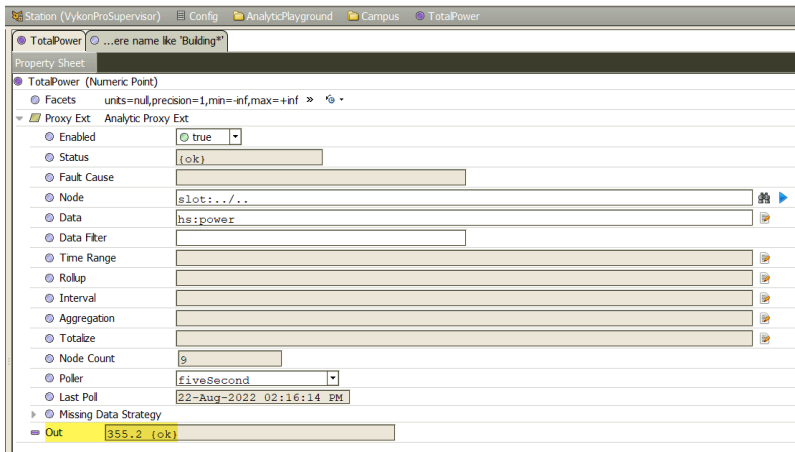 Station (VykonProSupervisor) Config AnalyticPlayground Campus TotalPower
TotalPower ...ere name like 'Building*'
Property Sheet
TotalPower (Numeric Point)
Facets units=null,precision=1,min=-inf,max=+inf »
Proxy Ext Analytic Proxy Ext
Enabled true
Status {ok}
Fault Cause
Node slot:../..
Data hs:power
Data Filter
Time Range
Rollup
Interval
Aggregation
Totalize
Node Count 9
Poller fiveSecond
Last Poll 22-Aug-2022 02:16:14 PM
Missing Data Strategy
Out 355.2 {ok}